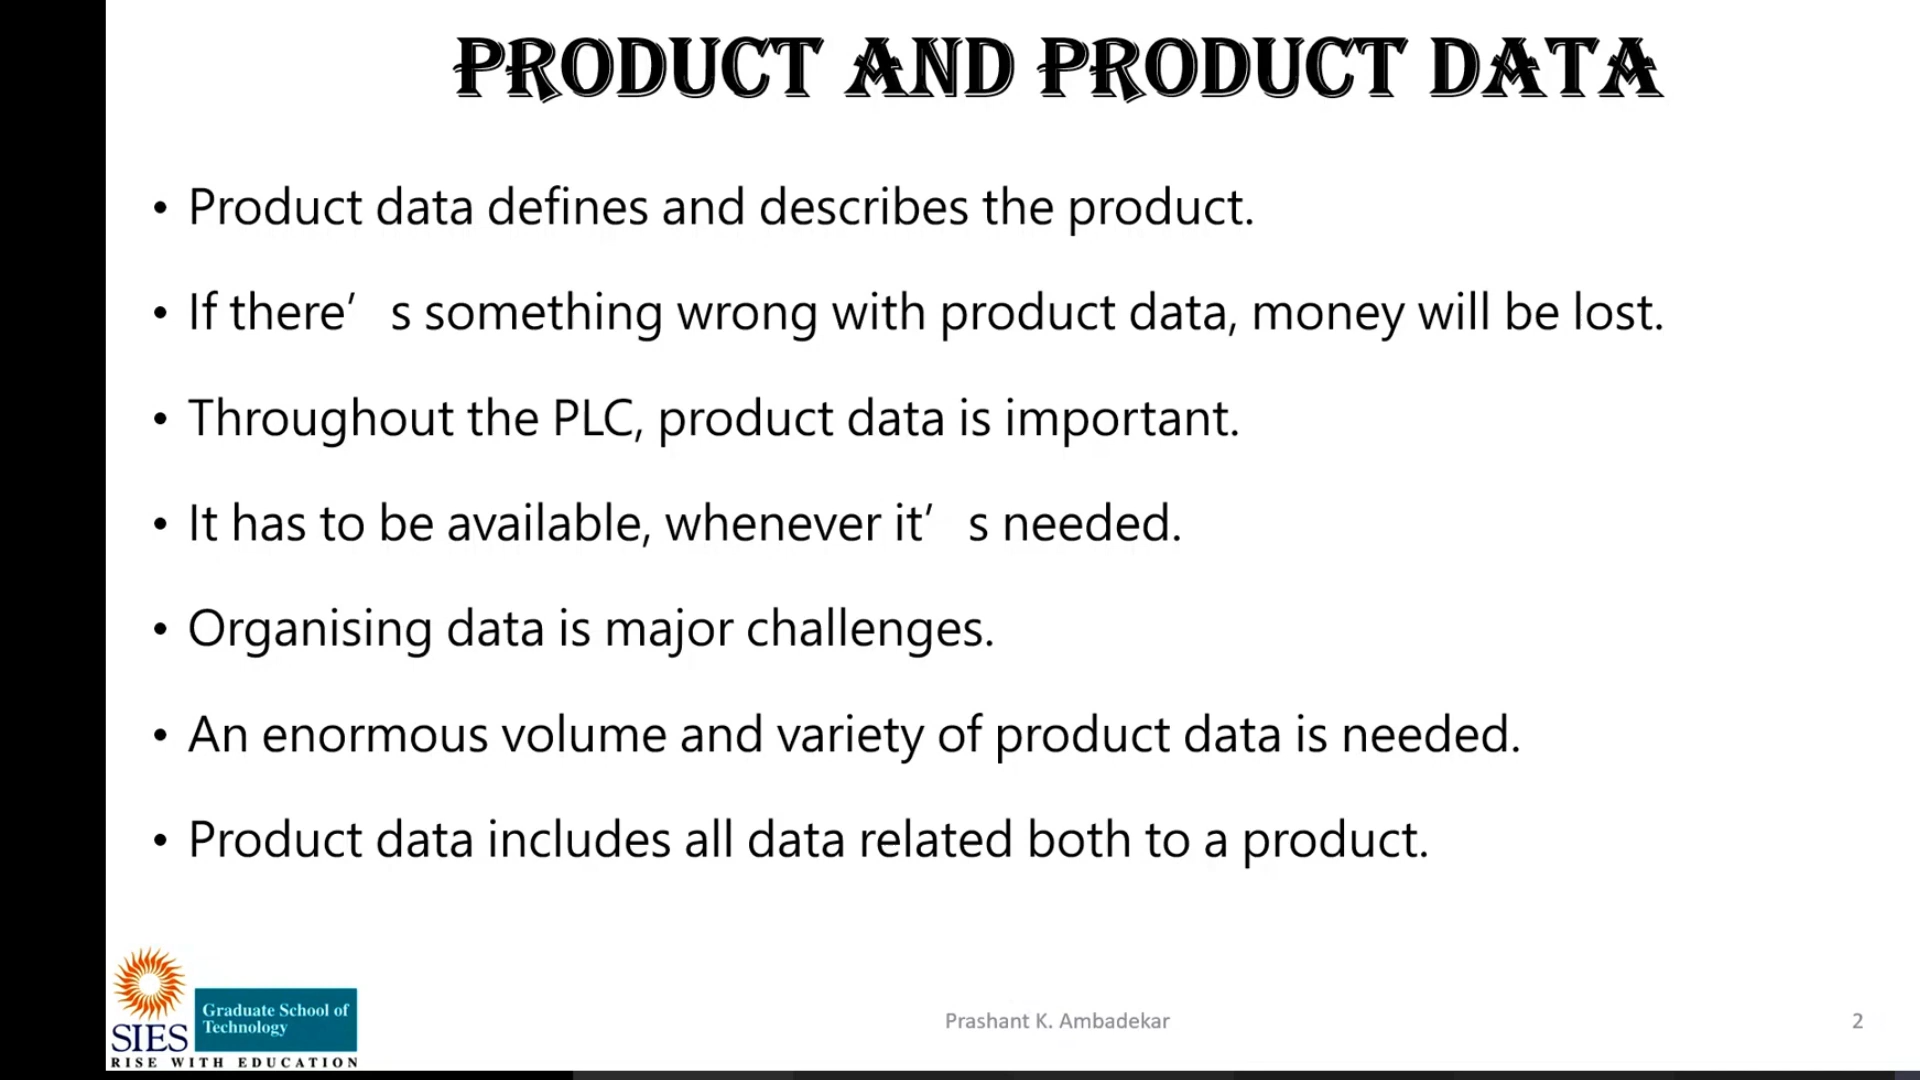 PRODUCT AND PRODUCT DATA
• Product data defines and describes the product.
• If there’ s something wrong with product data, money will be lost.
• Throughout the PLC, product data is important.
• It has to be available, whenever it’ s needed.
• Organising data is major challenges.
• An enormous volume and variety of product data is needed.
• Product data includes all data related both to a product.
Graduate School of
Technology
SIES
RISE WITH EDUCATION
Prashant K. Ambadekar
2